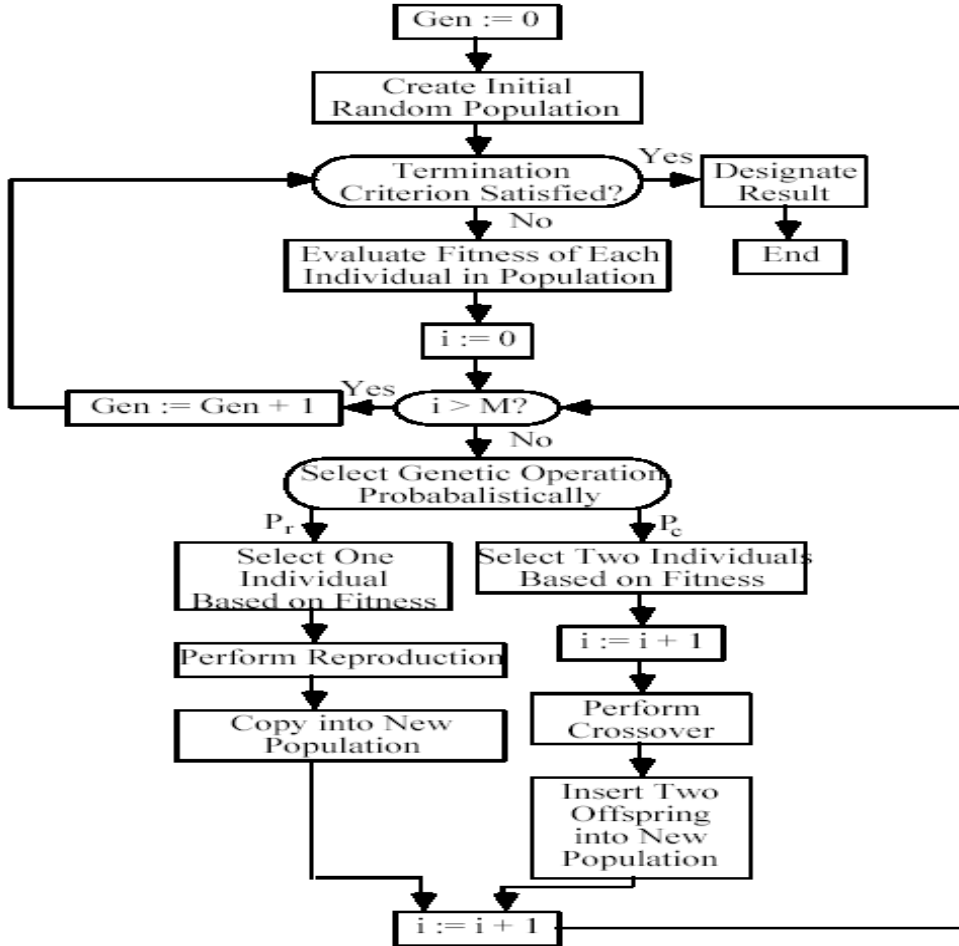 Gen := 0
Create Initial
Random Population
Termination
Criterion Satisfied?
Yes
Designate
Result
End
No
Evaluate Fitness of Each
Individual in Population
i := 0
i > M?
Yes
Gen := Gen + 1
No
Select Genetic Operation
Probabalistically
Pr
Select One
Individual
Based on Fitness
Perform Reproduction
Copy into New
Population
Pc
Select Two Individuals
Based on Fitness
i := i + 1
Perform
Crossover
Insert Two
Offspring
into New
Population
i := i + 1